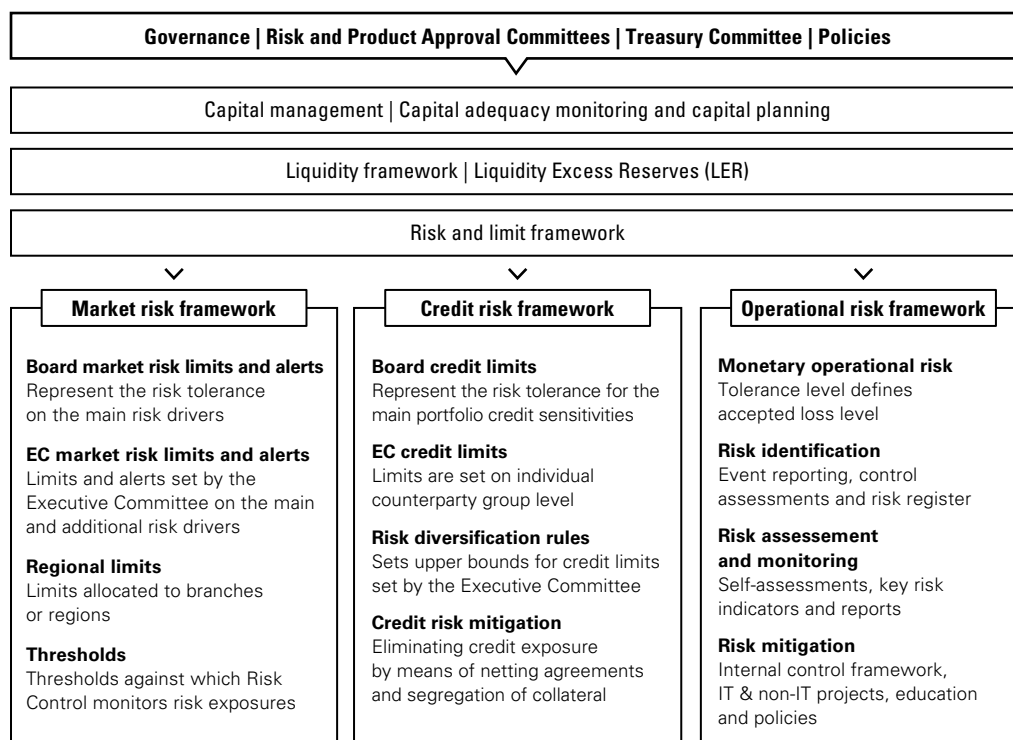 Governance | Risk and Product Approval Committees | Treasury Committee | Policies
Capital management | Capital adequacy monitoring and capital planning
Liquidity framework | Liquidity Excess Reserves (LER)
Risk and limit framework
Market risk framework
Board market risk limits and alerts
Represent the risk tolerance
on the main risk drivers
EC market risk limits and alerts
Limits and alerts set by the
Executive Committee on the main
and additional risk drivers
Regional limits
Limits allocated to branches
or regions
Thresholds
Thresholds against which Risk
Control monitors risk exposures
Credit risk framework
Board credit limits
Represent the risk tolerance for the
main portfolio credit sensitivities
EC credit limits
Limits are set on individual
counterparty group level
Risk diversification rules
Sets upper bounds for credit limits
set by the Executive Committee
Credit risk mitigation
Eliminating credit exposure
by means of netting agreements
and segregation of collateral
Operational risk framework
Monetary operational risk
Tolerance level defines
accepted loss level
Risk identification
Event reporting, control
assessments and risk register
Risk assessement
and monitoring
Self-assessments, key risk
indicators and reports
Risk mitigation
Internal control framework,
IT & non-IT projects, education
and policies